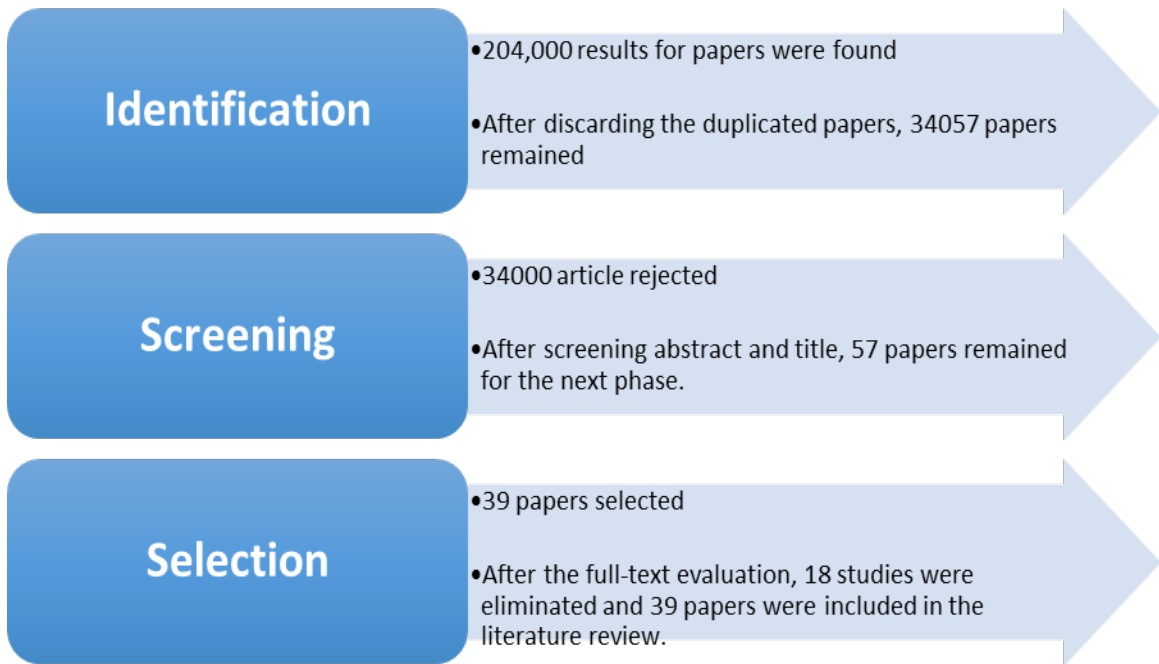 Identification
•204,000 results for papers were found
•After discarding the duplicated papers, 34057 papers
remained
Screening
•34000 article rejected
•After screening abstract and title, 57 papers remained
for the next phase.
Selection
•39 papers selected
•After the full-text evaluation, 18 studies were
eliminated and 39 papers were included in the
literature review.